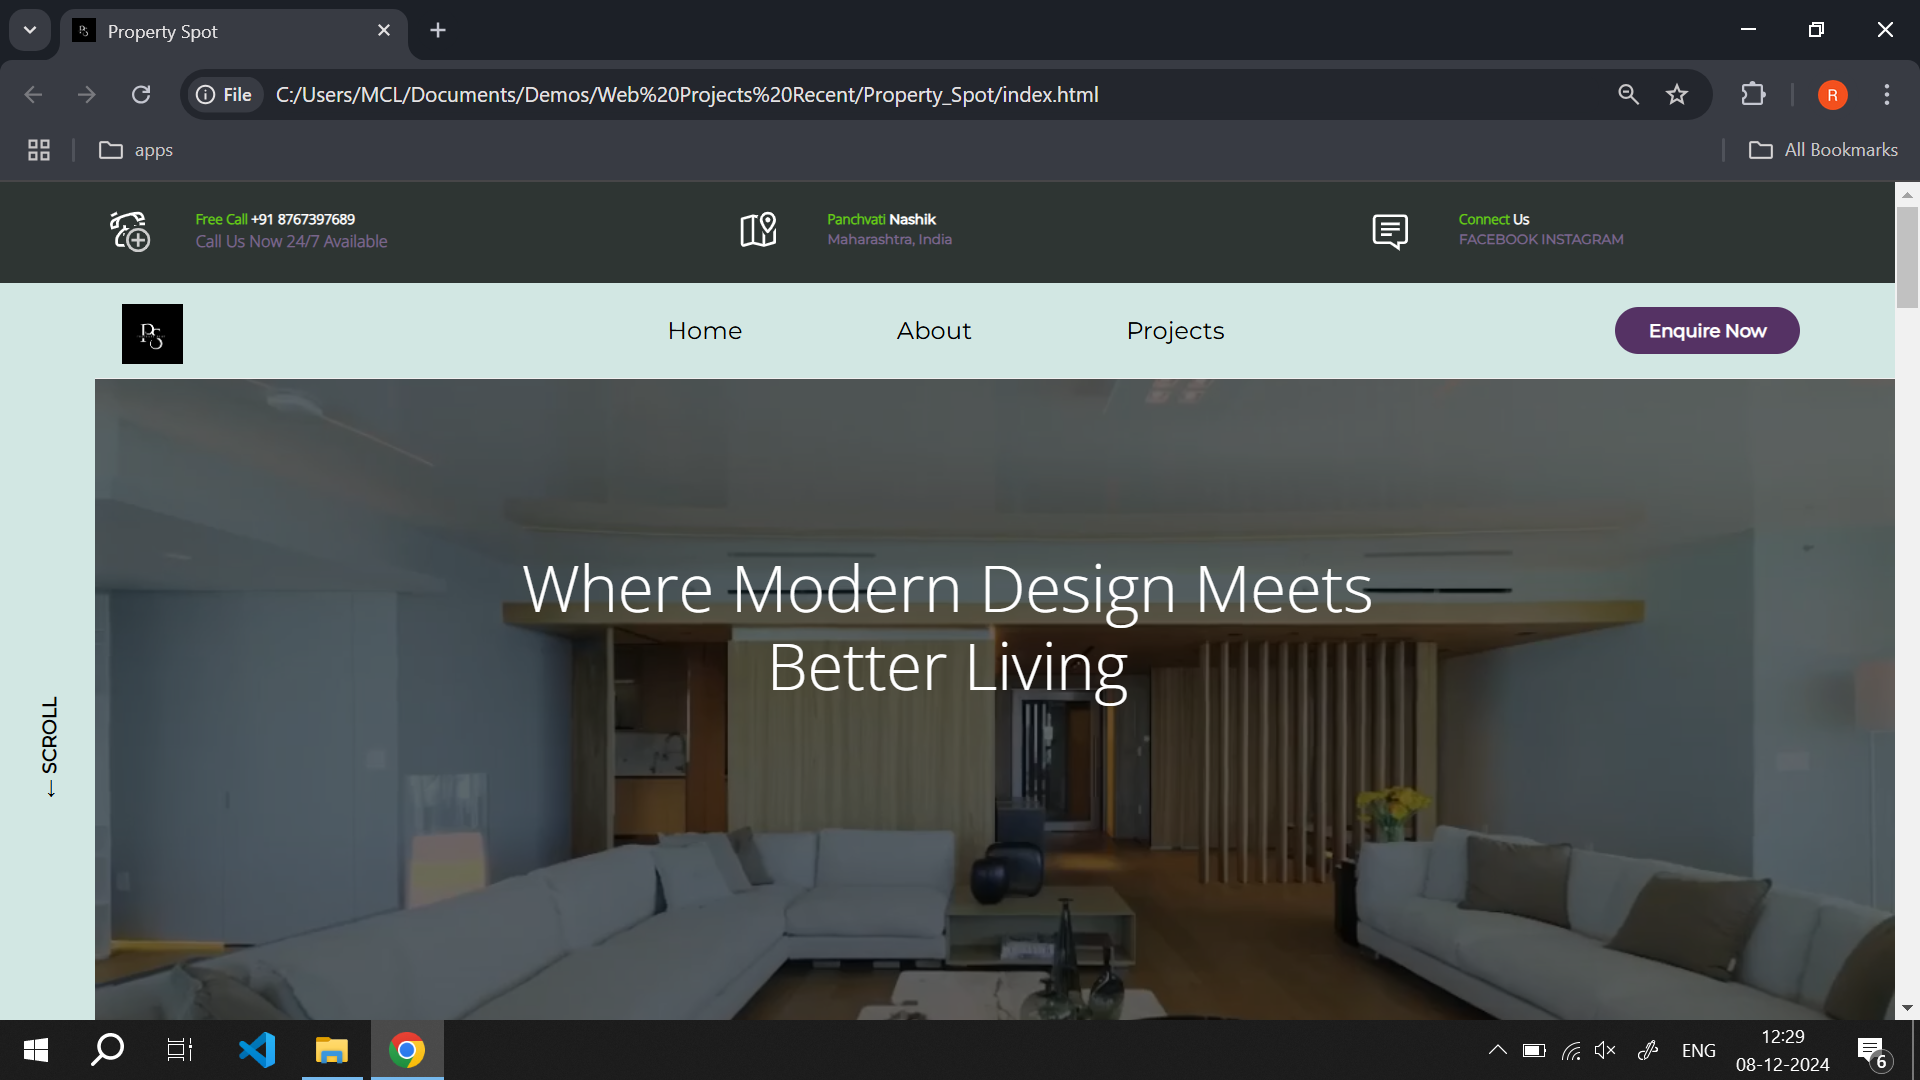 Property Spot
File C:/Users/MCL/Documents/Demos/Web%20Projects%20Recent/Property_Spot/index.html
R
apps
All Bookmarks
Free Call +91 8767397689
Call Us Now 24/7 Available
Panchvati Nashik
Maharashtra, India
Connect Us
FACEBOOK INSTAGRAM
PS
Home
About
Projects
Enquire Now
Where Modern Design Meets
Better Living
← SCROLL
ENG
12:29
08-12-2024
6